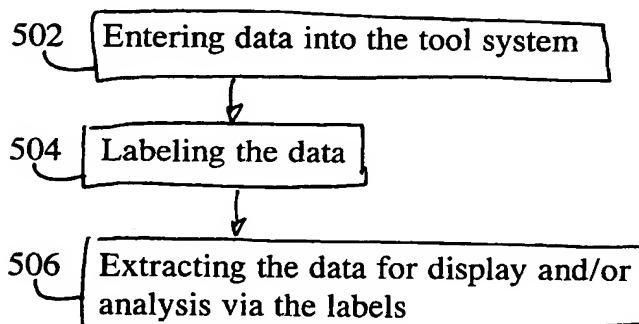 502 Entering data into the tool system
504 Labeling the data
506 Extracting the data for display and/or
analysis via the labels